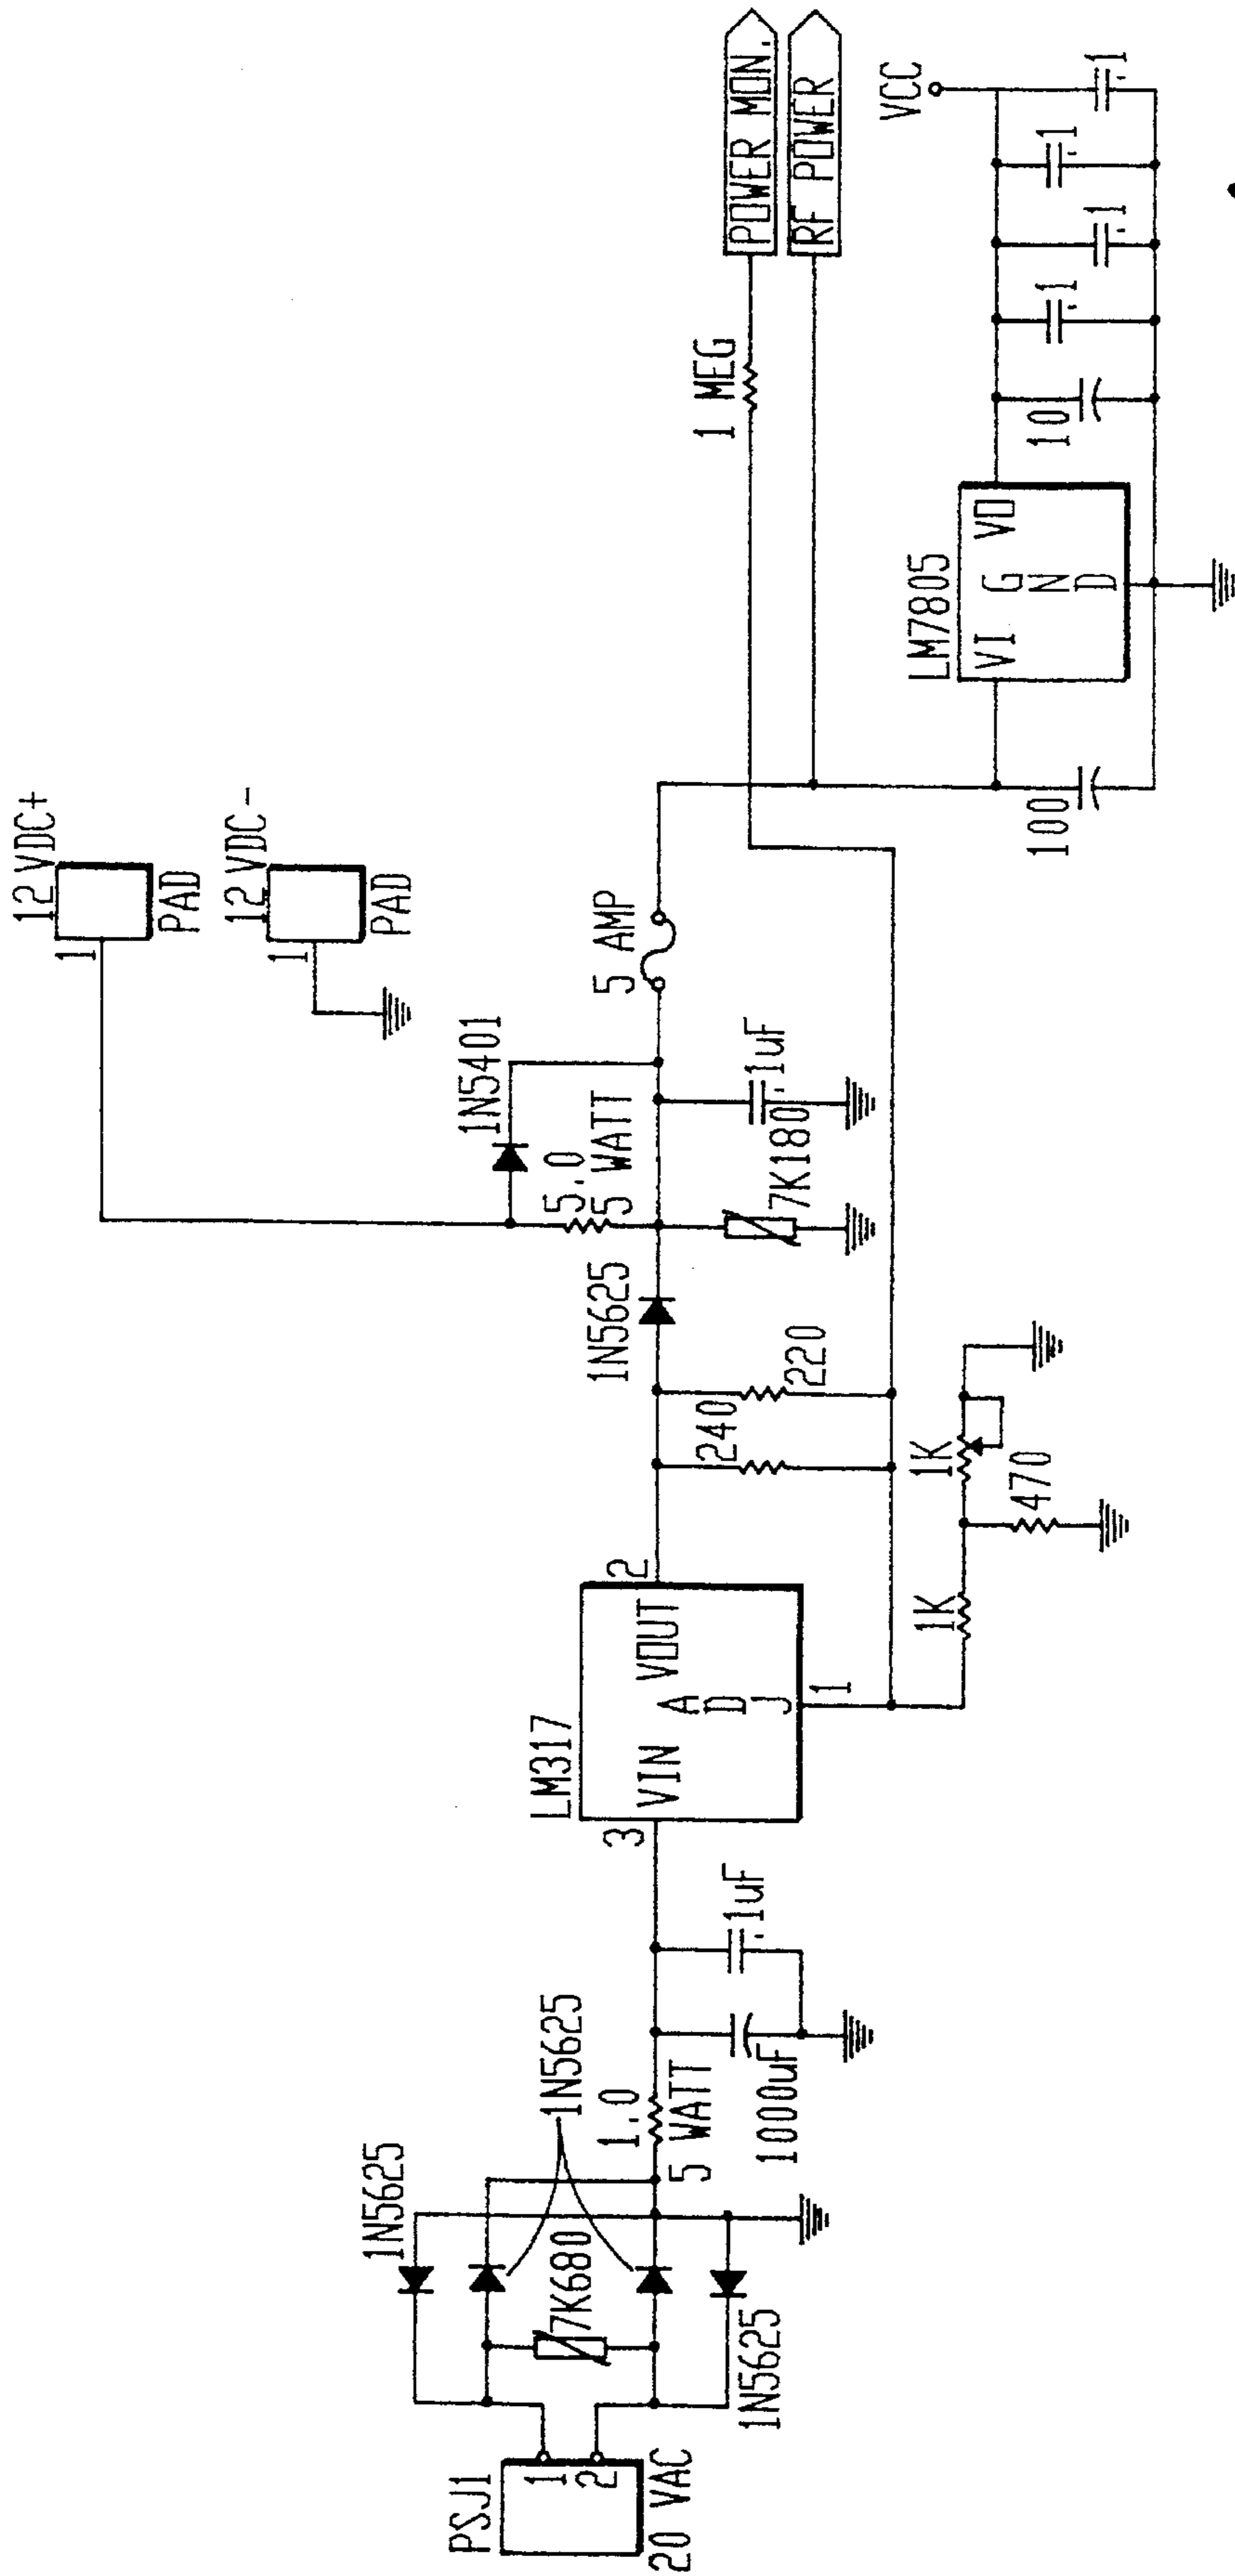 PSJ1
1
2
20 VAC
1N5625
7K680
1N5625
1N5625
1.0
5 WATT
1000uF
.1uF
LM317
3
VIN
VOUT
ADJ
2
1
1K
1K
470
240
220
1N5625
5.0
5 WATT
1N5401
7K180
.1uF
12 VDC+
1
PAD
12 VDC -
1
PAD
5 AMP
1 MEG
POWER MON.
RF POWER
100
LM7805
VI
GND
VO
10
.1
.1
.1
.1
VCC